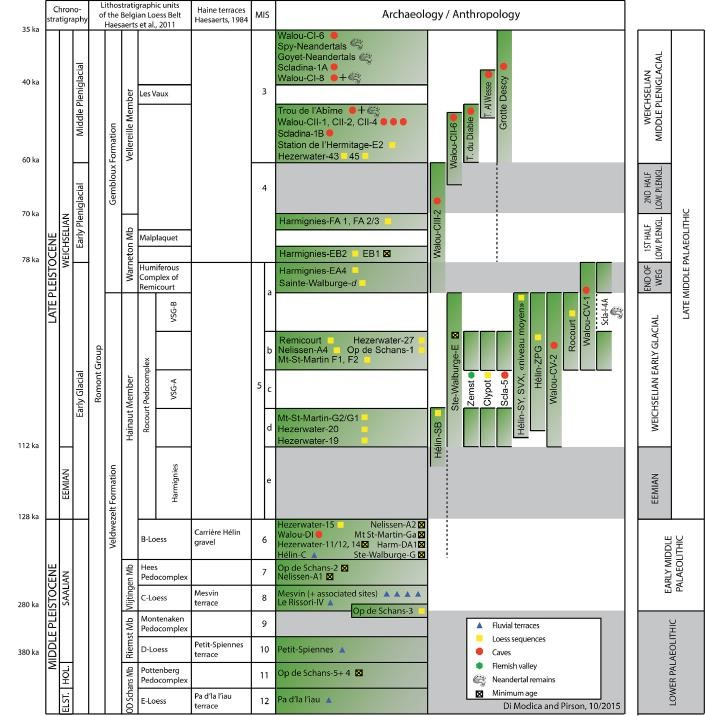 Chrono-
stratigraphy
Lithostratigraphic units
of the Belgian Loess Belt
Haesaerts et al., 2011
Haine terraces
Haesaerts, 1984
MIS
Archaeology / Anthropology
35 ka
40 ka
60 ka
70 ka
78 ka
112 ka
128 ka
280 ka
380 ka
LATE PLEISTOCENE
MIDDLE PLEISTOCENE
WEICHSELIAN
EEMIAN
SAALIAN
HOL.
ELST.
Middle Pleniglacial
Early Pleniglacial
Early Glacial
Gembloux Formation
Romont Group
Veldwezelt Formation
Vellereille Member
Warneton Mb
Hainaut Member
Vlijtingen Mb
Riemst Mb
OD Schans Mb
Les Vaux
Malplaquet
Humiferous
Complex of
Remicourt
Rocourt Pedocomplex
VSG-B
VSG-A
Harmignies
B-Loess
Hees
Pedocomplex
C-Loess
Montenaken
Pedocomplex
D-Loess
Pottenberg
Pedocomplex
E-Loess
Carrière Hélin
gravel
Mesvin
terrace
Petit-Spiennes
terrace
Pa d'la l'iau
terrace
3
4
5
a
b
c
d
e
6
7
8
9
10
11
12
Walou-CI-6
Spy-Neandertals
Goyet-Neandertals
Scladina-1A
Walou-CI-8 +
Trou de l'Abîme +
Walou-CII-1, CII-2, CII-4
Scladina-1B
Station de l'Hermitage-E2
Hezerwater-43 45
Harmignies-FA 1, FA 2/3
Harmignies-EB2 EB1
Harmignies-EA4
Sainte-Walburge-d
Remicourt Hezerwater-27
Nelissen-A4 Op de Schans-1
Mt-St-Martin F1, F2
Mt-St-Martin-G2/G1
Hezerwater-20
Hezerwater-19
Hezerwater-15 Nelissen-A2
Walou-DI Mt St-Martin-Ga
Hezerwater-11/12, 14 Harm-DA1
Hélin-C Ste-Walburge-G
Op de Schans-2
Nelissen-A1
Mesvin (+ associated sites)
Le Rissori-IV
Op de Schans-3
Petit-Spiennes
Op de Schans-5+ 4
Pa d'la l'iau
Walou-CIII-2
Walou-CII-6
T. du Diable
T. Al'Wesse
Grotte Descy
Hélin-SB
Ste-Walburge-E
Zemst
Clypot
Scla-5
Hélin-SY, SVX, «niveau moyen»
Hélin-ZPG
Walou-CV-2
Rocourt
Walou-CV-1
Scla-I-4A
Fluvial terraces
Loess sequences
Caves
Flemish valley
Neandertal remains
Minimum age
Di Modica and Pirson, 10/2015
WEICHSELIAN
MIDDLE PLENIGLACIAL
2ND HALF
LOW. PLENIGL.
1ST HALF
LOW. PLENIGL.
END OF
WEG
WEICHSELIAN EARLY GLACIAL
EEMIAN
LATE MIDDLE PALAEOLITHIC
EARLY MIDDLE
PALAEOLITHIC
LOWER PALAEOLITHIC